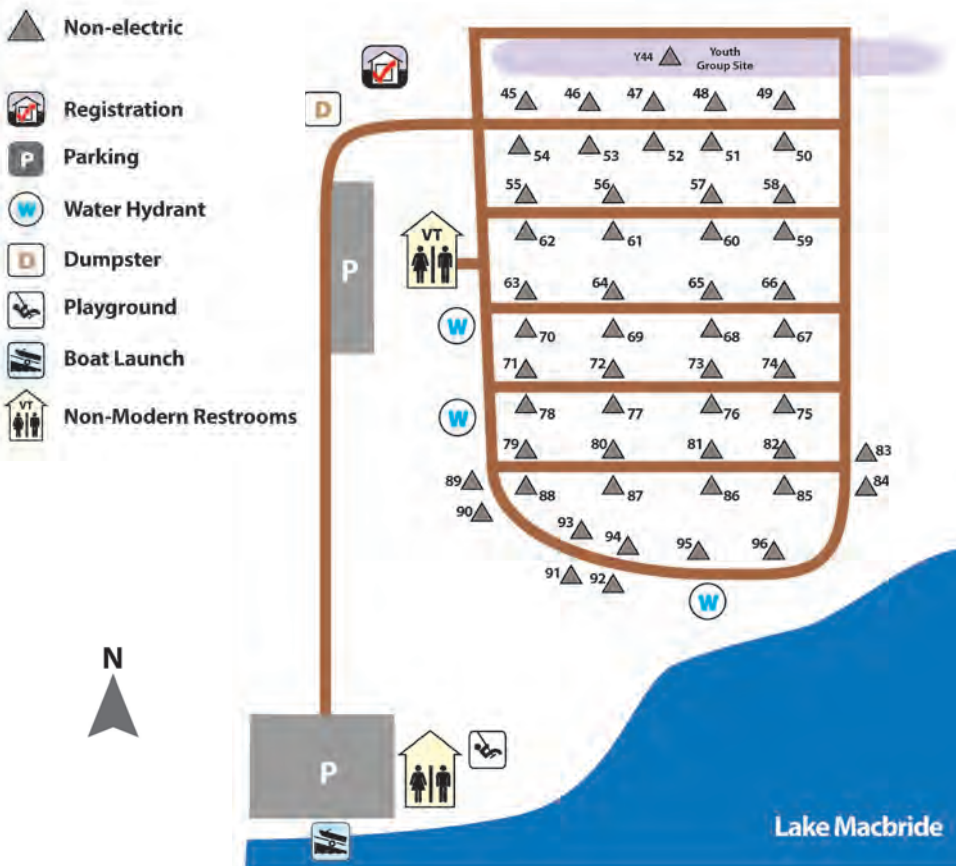 Non-electric
Registration
P
Parking
W
Water Hydrant
D
Dumpster
Playground
Boat Launch
VT
Non-Modern Restrooms
N
D
P
VT
W
W
W
P
Y44
Youth
Group Site
45 46 47 48 49
54 53 52 51 50
55 56 57 58
62 61 60 59
63 64 65 66
70 69 68 67
71 72 73 74
78 77 76 75
79 80 81 82 83
89 88 87 86 85 84
90 93 94 95 96
91 92
Lake Macbride